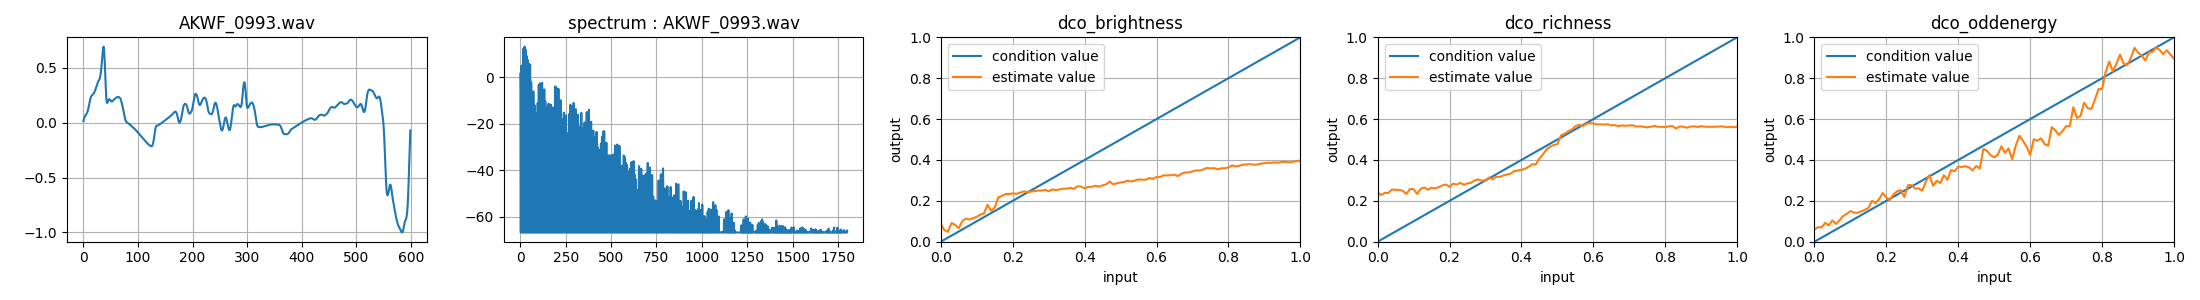 AKWF_0993.wav
0.5
0.0
−0.5
−1.0
0 100 200 300 400 500 600
spectrum : AKWF_0993.wav
0
−20
−40
−60
0 250 500 750 1000 1250 1500 1750
dco_brightness
condition value
estimate value
output
1.0
0.8
0.6
0.4
0.2
0.0
0.0 0.2 0.4 0.6 0.8 1.0
input
dco_richness
condition value
estimate value
output
1.0
0.8
0.6
0.4
0.2
0.0
0.0 0.2 0.4 0.6 0.8 1.0
input
dco_oddenergy
condition value
estimate value
output
1.0
0.8
0.6
0.4
0.2
0.0
0.0 0.2 0.4 0.6 0.8 1.0
input